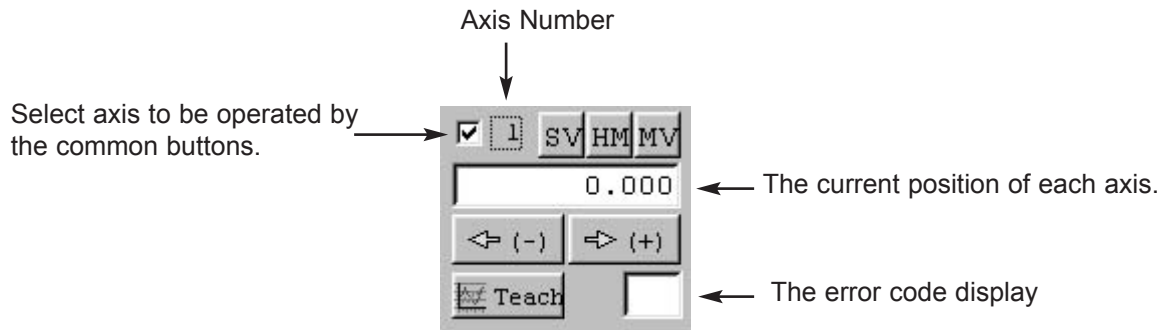 Axis Number
Select axis to be operated by
the common buttons.
1 SV HM MV
0.000
The current position of each axis.
(-) (+)
Teach
The error code display